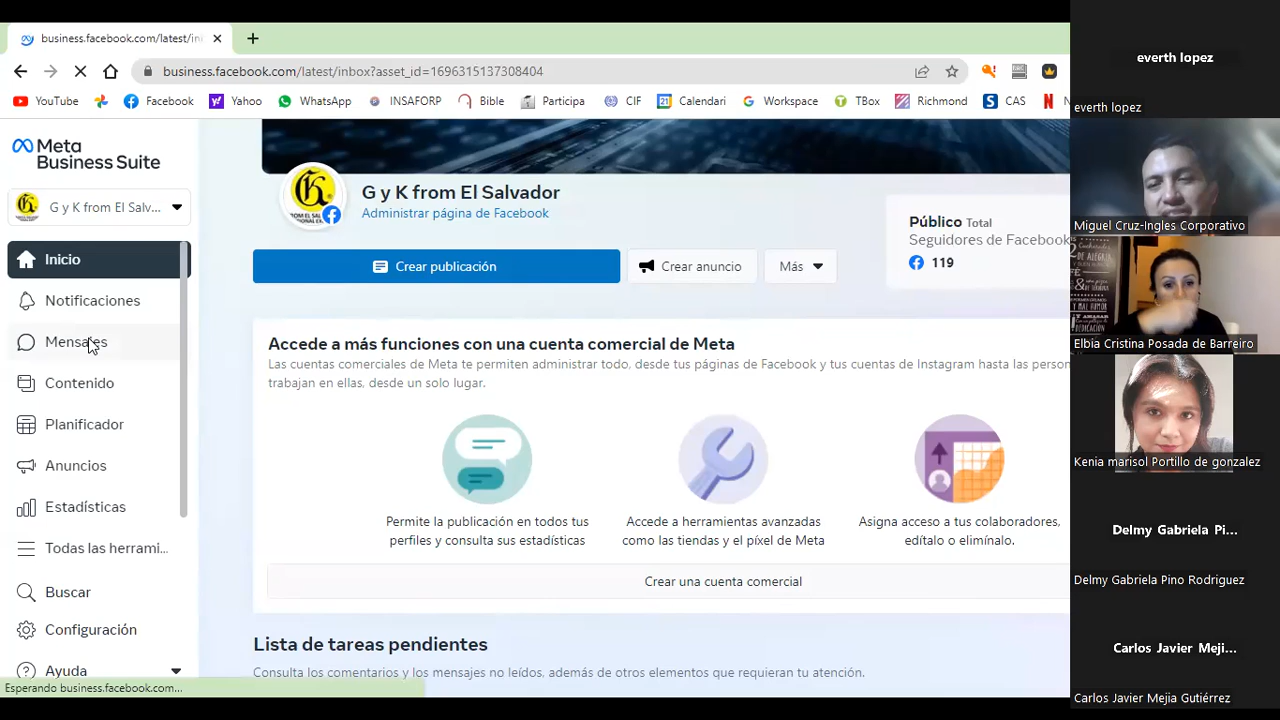 business.facebook.com/latest/in
business.facebook.com/latest/inbox?asset_id=1696315137308404
YouTube
Facebook
Yahoo
WhatsApp
INSAFORP
Bible
Participa
CIF
Calendari
Workspace
TBox
Richmond
CAS
Meta
Business Suite
G y K from El Salv...
Inicio
Notificaciones
Mensajes
Contenido
Planificador
Anuncios
Estadísticas
Todas las herrami...
Buscar
Configuración
Ayuda
Esperando business.facebook.com...
G y K from El Salvador
Administrar página de Facebook
Público Total
Seguidores de Facebook
119
Crear publicación
Crear anuncio
Más
Accede a más funciones con una cuenta comercial de Meta
Las cuentas comerciales de Meta te permiten administrar todo, desde tus páginas de Facebook y tus cuentas de Instagram hasta las person
trabajan en ellas, desde un solo lugar.
Permite la publicación en todos tus
perfiles y consulta sus estadísticas
Accede a herramientas avanzadas
como las tiendas y el píxel de Meta
Asigna acceso a tus colaboradores,
edítalo o elimínalo.
Crear una cuenta comercial
Lista de tareas pendientes
Consulta los comentarios y los mensajes no leídos, además de otros elementos que requieran tu atención.
everth lopez
everth lopez
Miguel Cruz-Ingles Corporativo
Elbia Cristina Posada de Barreiro
Kenia marisol Portillo de gonzalez
Delmy Gabriela Pi...
Delmy Gabriela Pino Rodriguez
Carlos Javier Meji...
Carlos Javier Mejia Gutiérrez